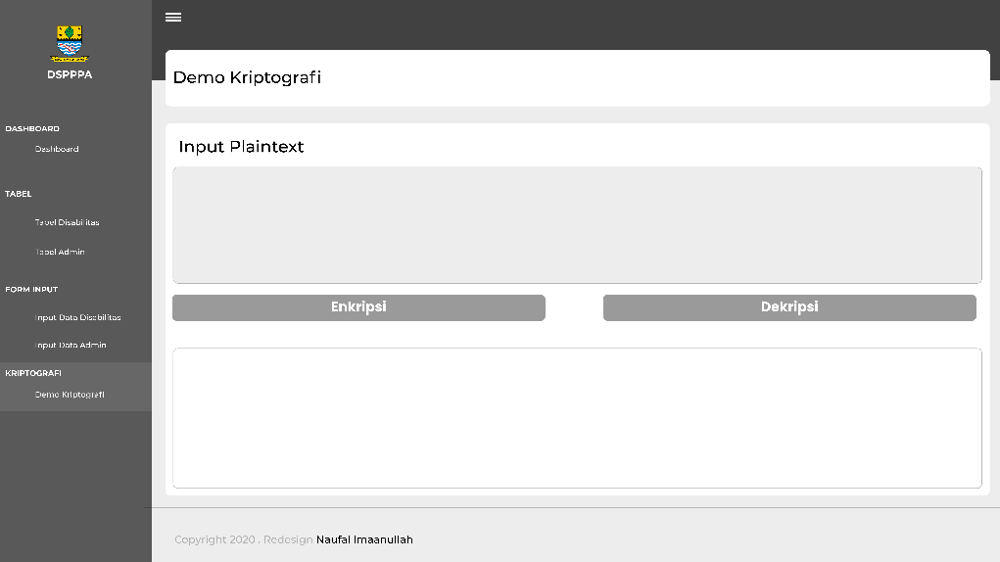 DSPPPA
DASHBOARD
Dashboard
TABEL
Tabel Disabilitas
Tabel Admin
FORM INPUT
Input Data Disabilitas
Input Data Admin
KRIPTOGRAFI
Demo Kriptografi
Demo Kriptografi
Input Plaintext
Enkripsi
Dekripsi
Copyright 2020 . Redesign Naufal Imaanullah